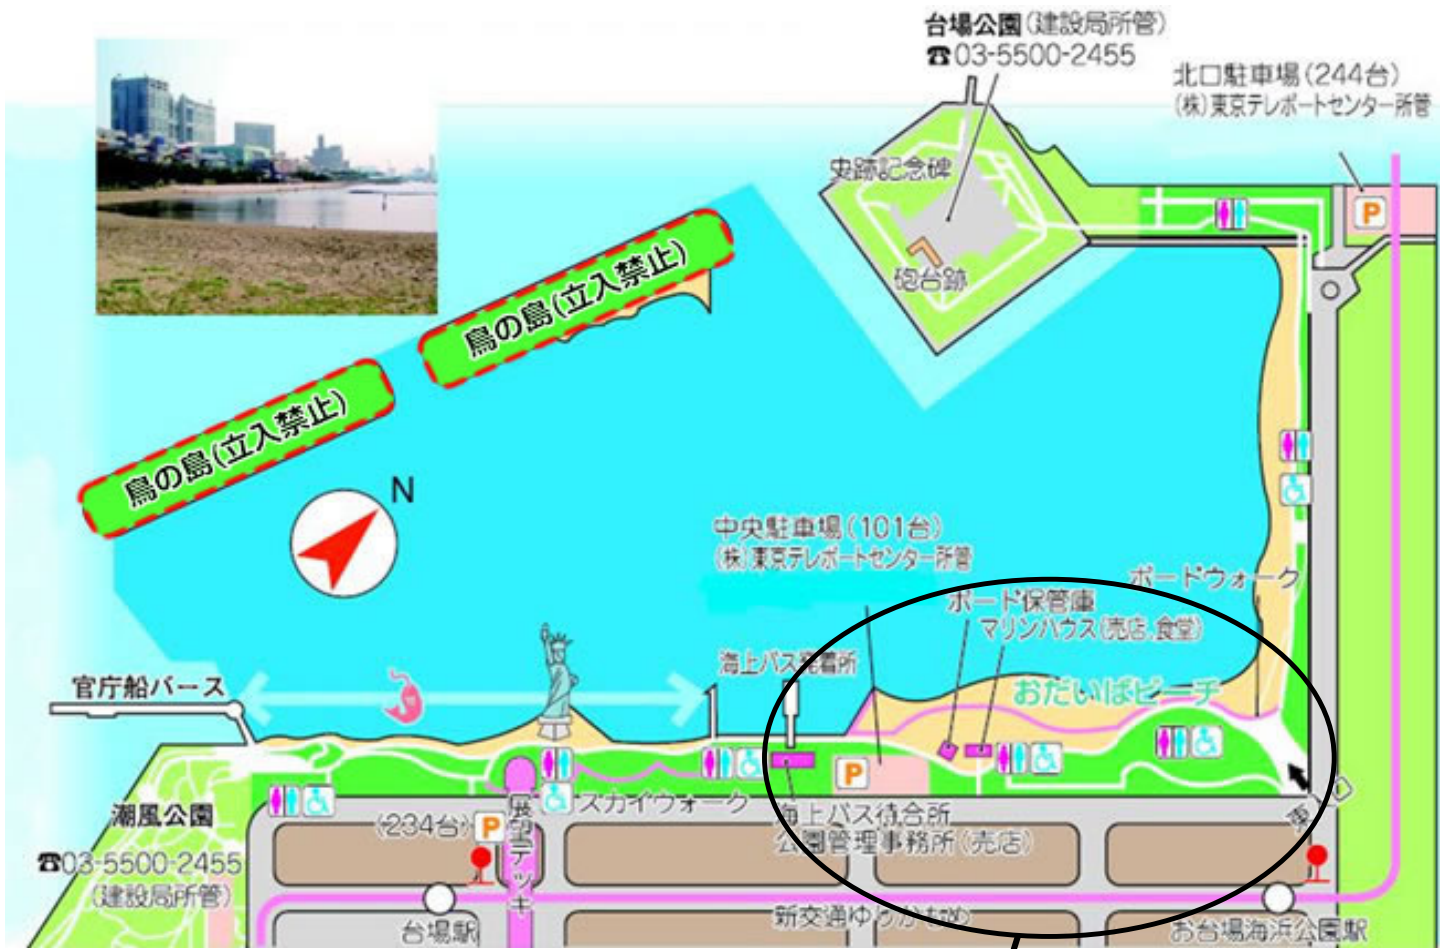 台場公園(建設局所管)
☎03-5500-2455
北口駐車場(244台)
(株)東京テレポートセンター所管
P
史跡記念碑
砲台跡
鳥の島(立入禁止)
鳥の島(立入禁止)
N
中央駐車場(101台)
(株)東京テレポートセンター所管
ボードウォーク
ボード保管庫
マリンハウス(売店,食堂)
海上バス発着所
おだいばビーチ
官庁船バース
P
潮風公園
☎03-5500-2455
(建設局所管)
(234台)
P
展望デッキ
スカイウォーク
海上バス待合所
公園管理事務所(売店)
東口
台場駅
新交通ゆりかもめ
お台場海浜公園駅